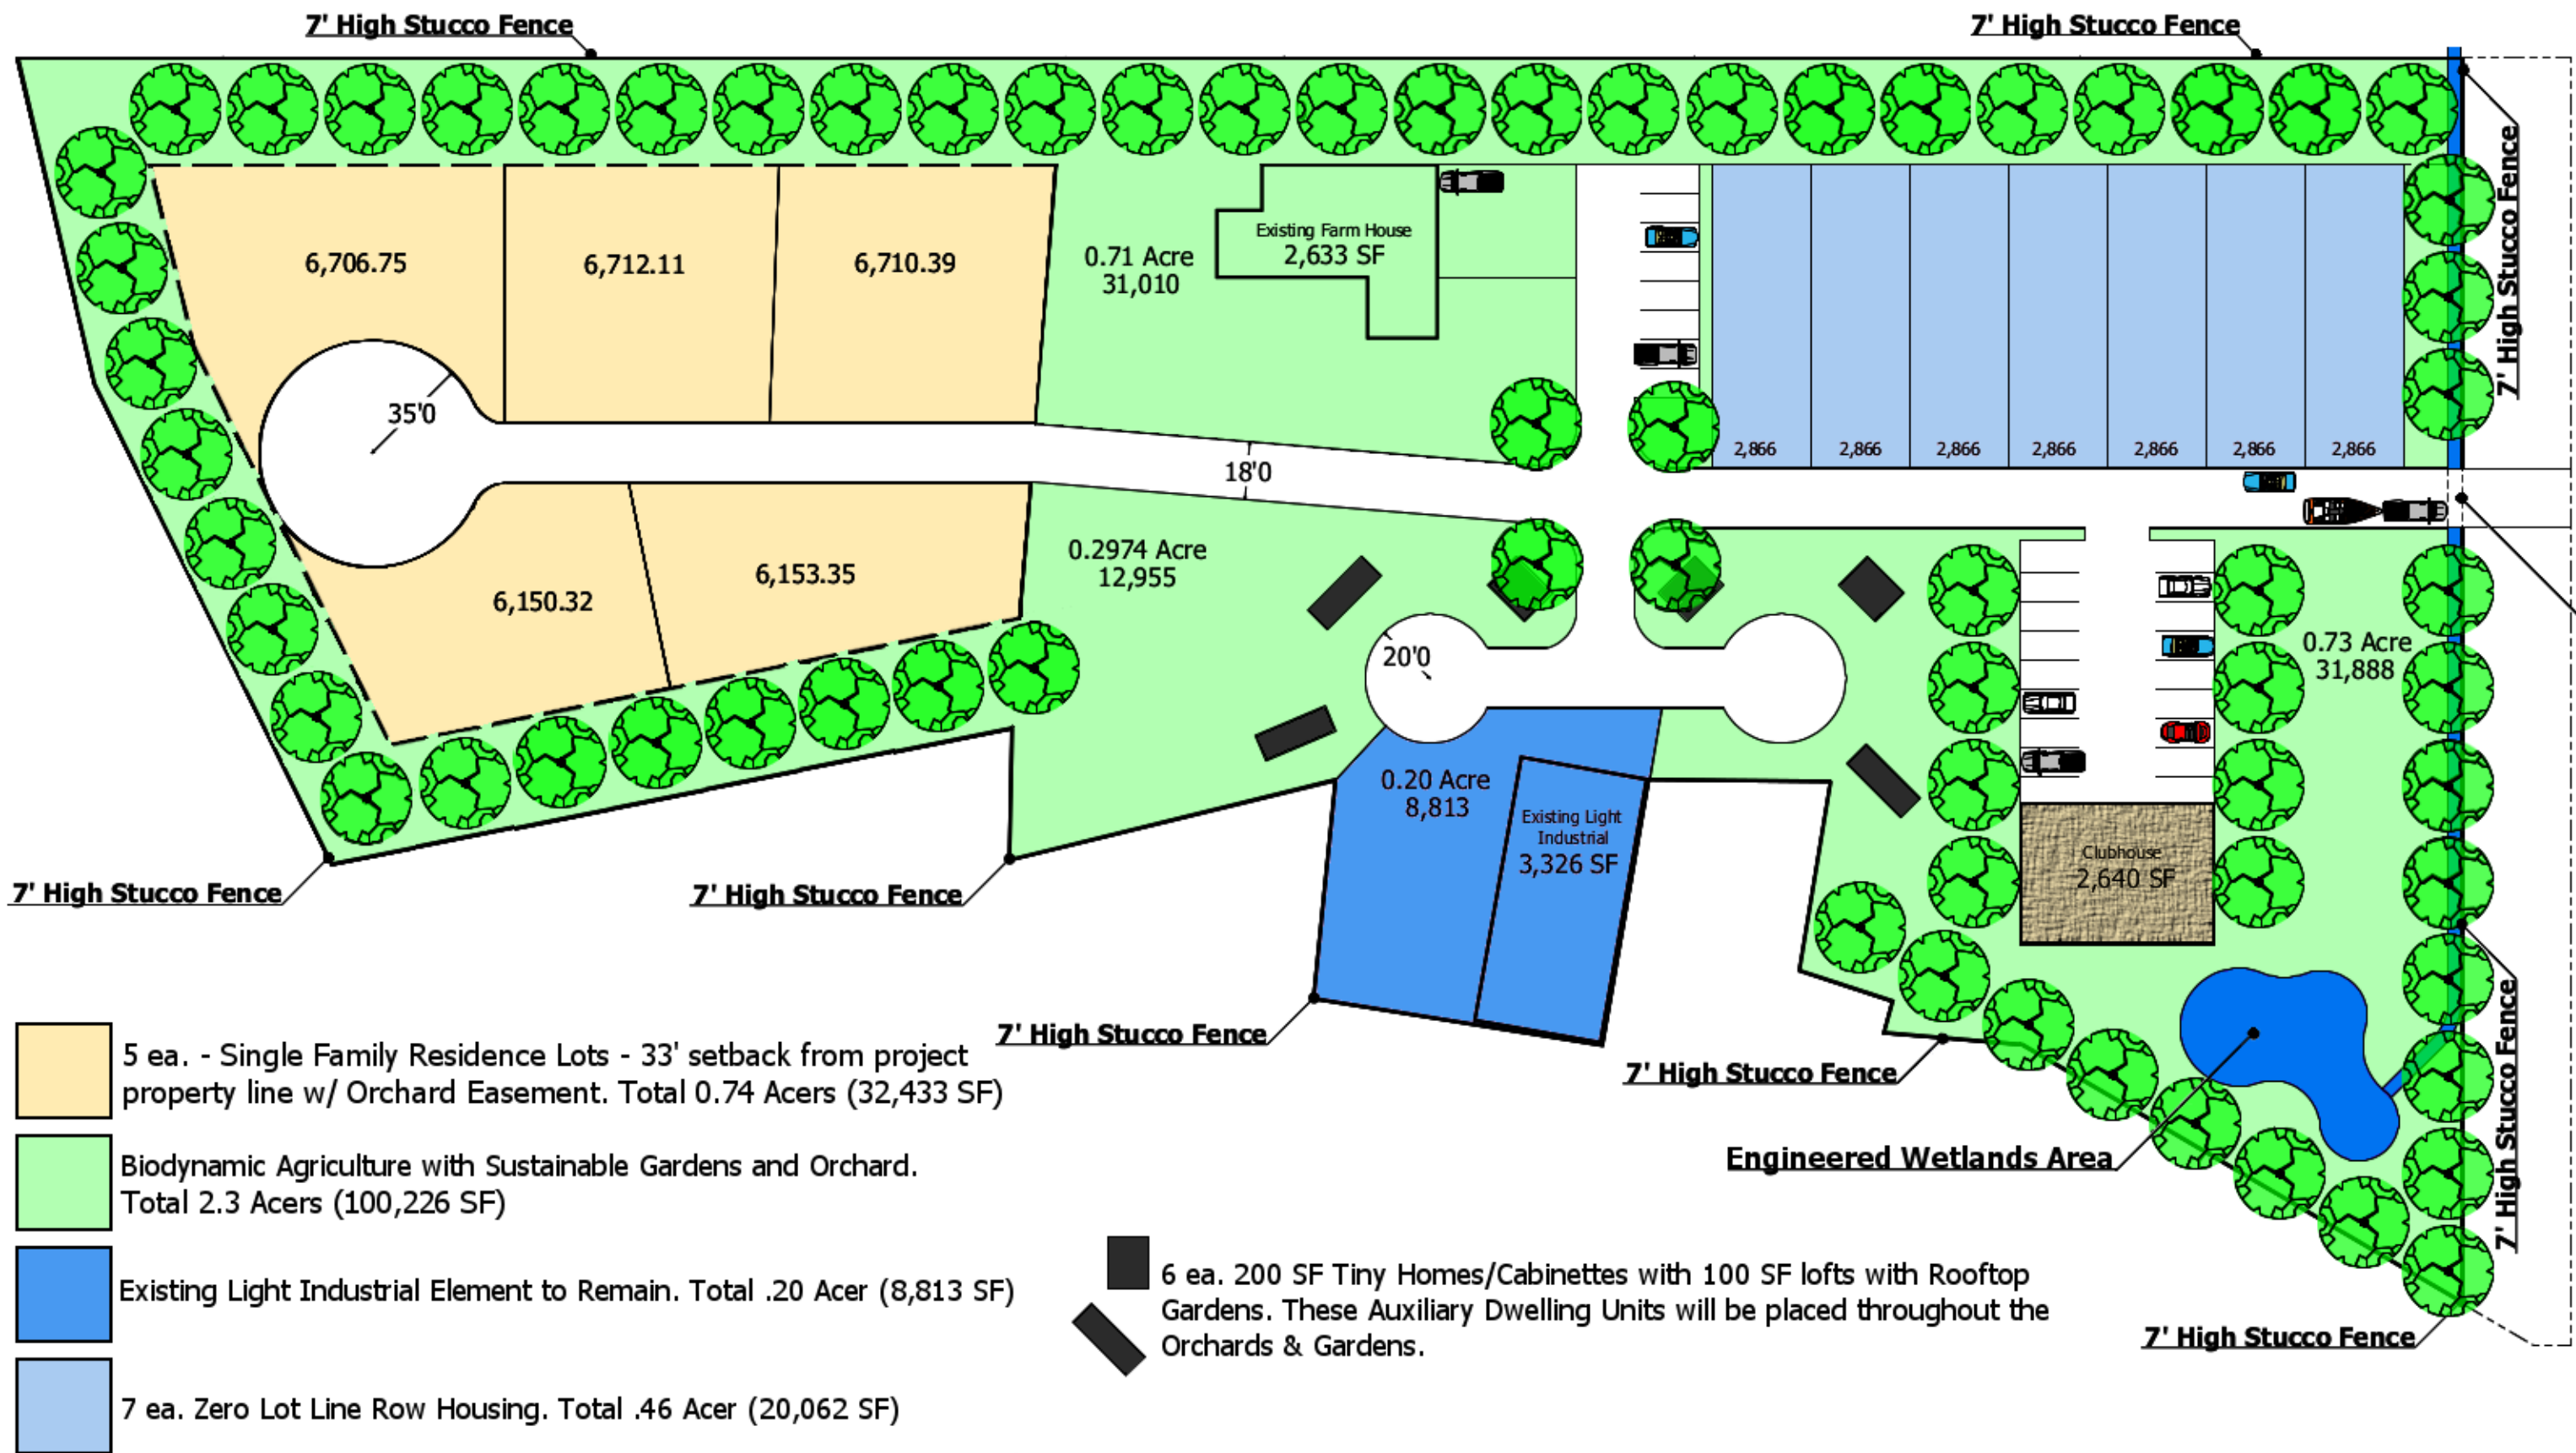 7' High Stucco Fence
7' High Stucco Fence
7' High Stucco Fence
6,706.75
6,712.11
6,710.39
0.71 Acre
31,010
Existing Farm House
2,633 SF
35'0
18'0
2,866
2,866
2,866
2,866
2,866
2,866
2,866
6,150.32
6,153.35
0.2974 Acre
12,955
20'0
0.73 Acre
31,888
0.20 Acre
8,813
Existing Light
Industrial
3,326 SF
Clubhouse
2,640 SF
7' High Stucco Fence
7' High Stucco Fence
7' High Stucco Fence
7' High Stucco Fence
7' High Stucco Fence
Engineered Wetlands Area
7' High Stucco Fence
5 ea. - Single Family Residence Lots - 33' setback from project
property line w/ Orchard Easement. Total 0.74 Acers (32,433 SF)
Biodynamic Agriculture with Sustainable Gardens and Orchard.
Total 2.3 Acers (100,226 SF)
Existing Light Industrial Element to Remain. Total .20 Acer (8,813 SF)
7 ea. Zero Lot Line Row Housing. Total .46 Acer (20,062 SF)
6 ea. 200 SF Tiny Homes/Cabinettes with 100 SF lofts with Rooftop
Gardens. These Auxiliary Dwelling Units will be placed throughout the
Orchards & Gardens.